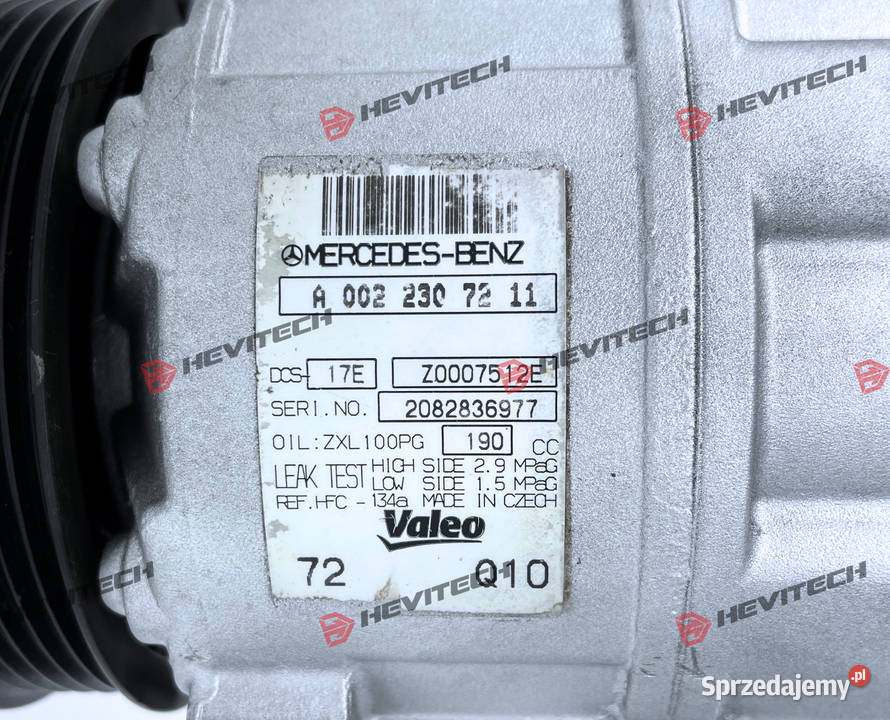 HEVITECH HEVITECH
MERCEDES-BENZ
A 002 230 72 11
HEVITECH HEVITECH
DCS- 17E Z0007512E
SERI.NO. 2082836977
OIL:ZXL100PG 190 CC
LEAK TEST HIGH SIDE 2.9 MPaG
LOW SIDE 1.5 MPaG
REF.HFC - 134a MADE IN CZECH
Valeo
72 Q10
HEVITECH HEVITECH HEVITECH
Sprzedajemy.pl